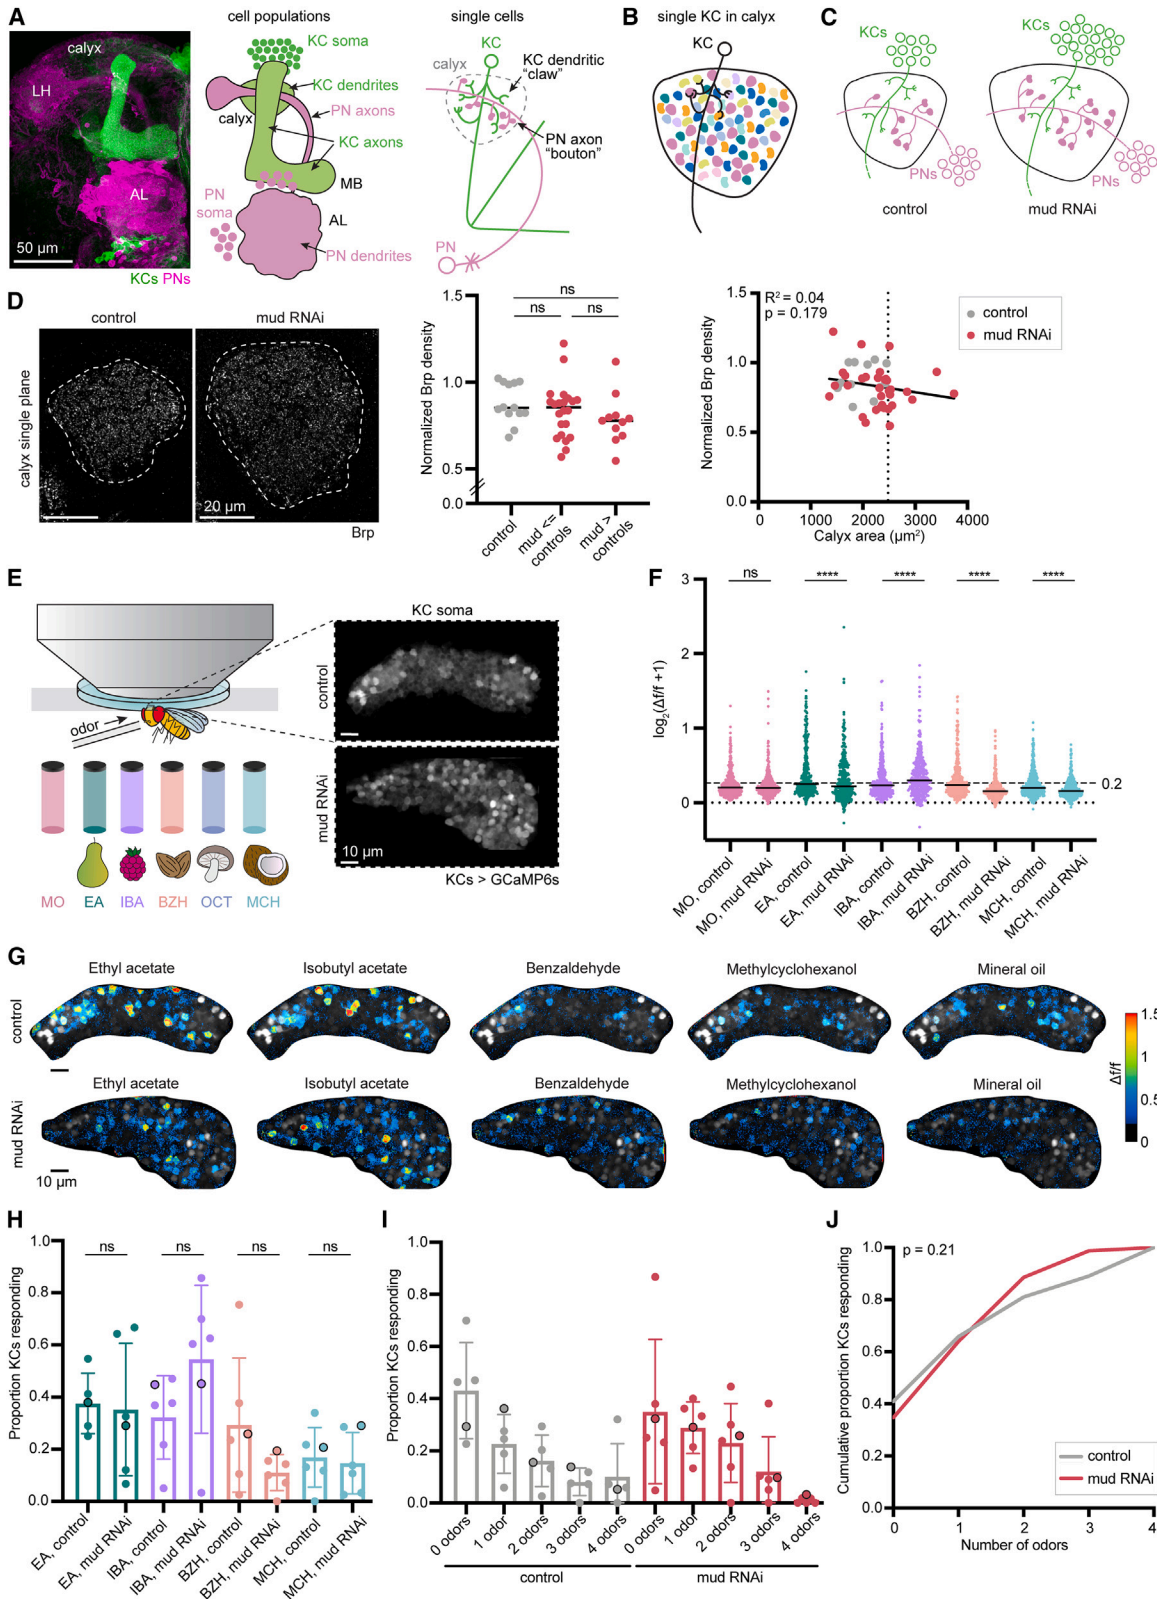 A
cell populations
single cells
calyx
LH
AL
50 µm
KCs PNs
KC soma
KC dendrites
PN axons
calyx
KC axons
MB
PN
soma
AL
PN dendrites
KC
calyx
KC dendritic
“claw”
PN axon
“bouton”
PN
B
single KC in calyx
KC
C
KCs
PNs
control
KCs
PNs
mud RNAi
D
control
mud RNAi
calyx single plane
20 µm
Brp
Normalized Brp density
1.5
1.0
0.5
0.0
ns
ns
ns
control
mud <=
controls
mud >
controls
Normalized Brp density
1.5
1.0
0.5
0.0
R² = 0.04
p = 0.179
0
1000
2000
3000
4000
Calyx area (µm²)
control
mud RNAi
E
odor
MO
EA
IBA
BZH
OCT
MCH
KC soma
control
mud RNAi
10 µm
KCs > GCaMP6s
F
log₂(Δf/f +1)
3
2
1
0
ns
****
****
****
****
0.2
MO, control
MO, mud RNAi
EA, control
EA, mud RNAi
IBA, control
IBA, mud RNAi
BZH, control
BZH, mud RNAi
MCH, control
MCH, mud RNAi
G
Ethyl acetate
Isobutyl acetate
Benzaldehyde
Methylcyclohexanol
Mineral oil
control
Ethyl acetate
Isobutyl acetate
Benzaldehyde
Methylcyclohexanol
Mineral oil
mud RNAi
10 µm
1.5
1
0.5
0
Δf/f
H
Proportion KCs responding
1.0
0.8
0.6
0.4
0.2
0.0
ns
ns
ns
ns
EA, control
EA, mud RNAi
IBA, control
IBA, mud RNAi
BZH, control
BZH, mud RNAi
MCH, control
MCH, mud RNAi
I
Proportion KCs responding
1.0
0.8
0.6
0.4
0.2
0.0
0 odors
1 odor
2 odors
3 odors
4 odors
0 odors
1 odor
2 odors
3 odors
4 odors
control
mud RNAi
J
Cumulative proportion KCs responding
1.0
0.8
0.6
0.4
0.2
0.0
p = 0.21
control
mud RNAi
0
1
2
3
4
Number of odors